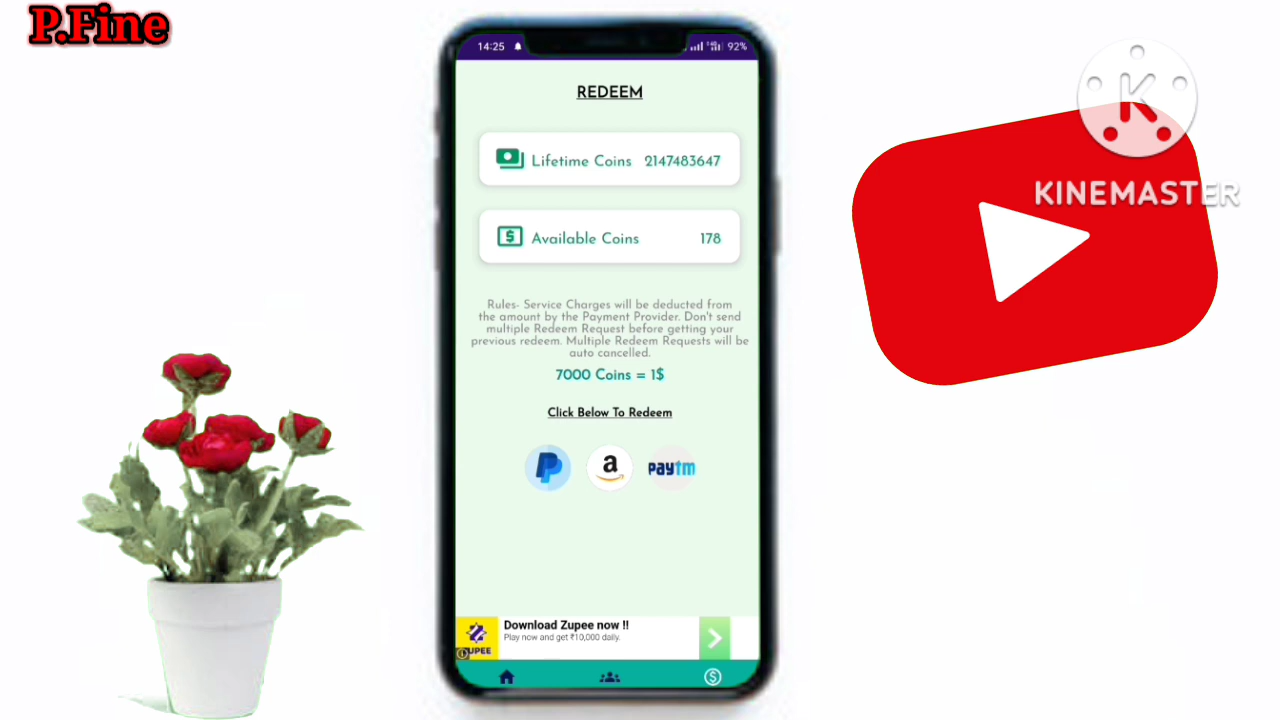 P.Fine
14:25
92%
REDEEM
Lifetime Coins 2147483647
Available Coins 178
Rules- Service Charges will be deducted from
the amount by the Payment Provider. Don't send
multiple Redeem Request before getting your
previous redeem. Multiple Redeem Requests will be
auto cancelled.
7000 Coins = 1$
Click Below To Redeem
a
paytm
Download Zupee now !!
Play now and get ₹10,000 daily.
K
KINEMASTER